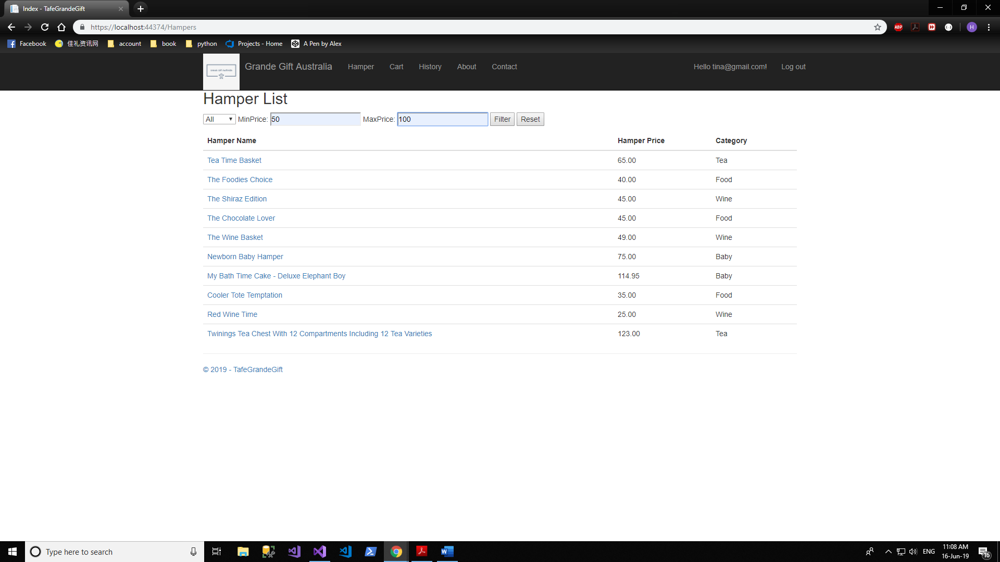 Index - TafeGrandeGift
https://localhost:44374/Hampers
ABP
H
Facebook 佳礼资讯网 account book python Projects - Home A Pen by Alex
Grande Gift Australia Hamper Cart History About Contact Hello tina@gmail.com! Log out
Hamper List
All MinPrice: 50 MaxPrice: 100 Filter Reset
Hamper Name Hamper Price Category
Tea Time Basket 65.00 Tea
The Foodies Choice 40.00 Food
The Shiraz Edition 45.00 Wine
The Chocolate Lover 45.00 Food
The Wine Basket 49.00 Wine
Newborn Baby Hamper 75.00 Baby
My Bath Time Cake - Deluxe Elephant Boy 114.95 Baby
Cooler Tote Temptation 35.00 Food
Red Wine Time 25.00 Wine
Twinings Tea Chest With 12 Compartments Including 12 Tea Varieties 123.00 Tea
© 2019 - TafeGrandeGift
Type here to search
ENG
11:08 AM
16-Jun-19
16